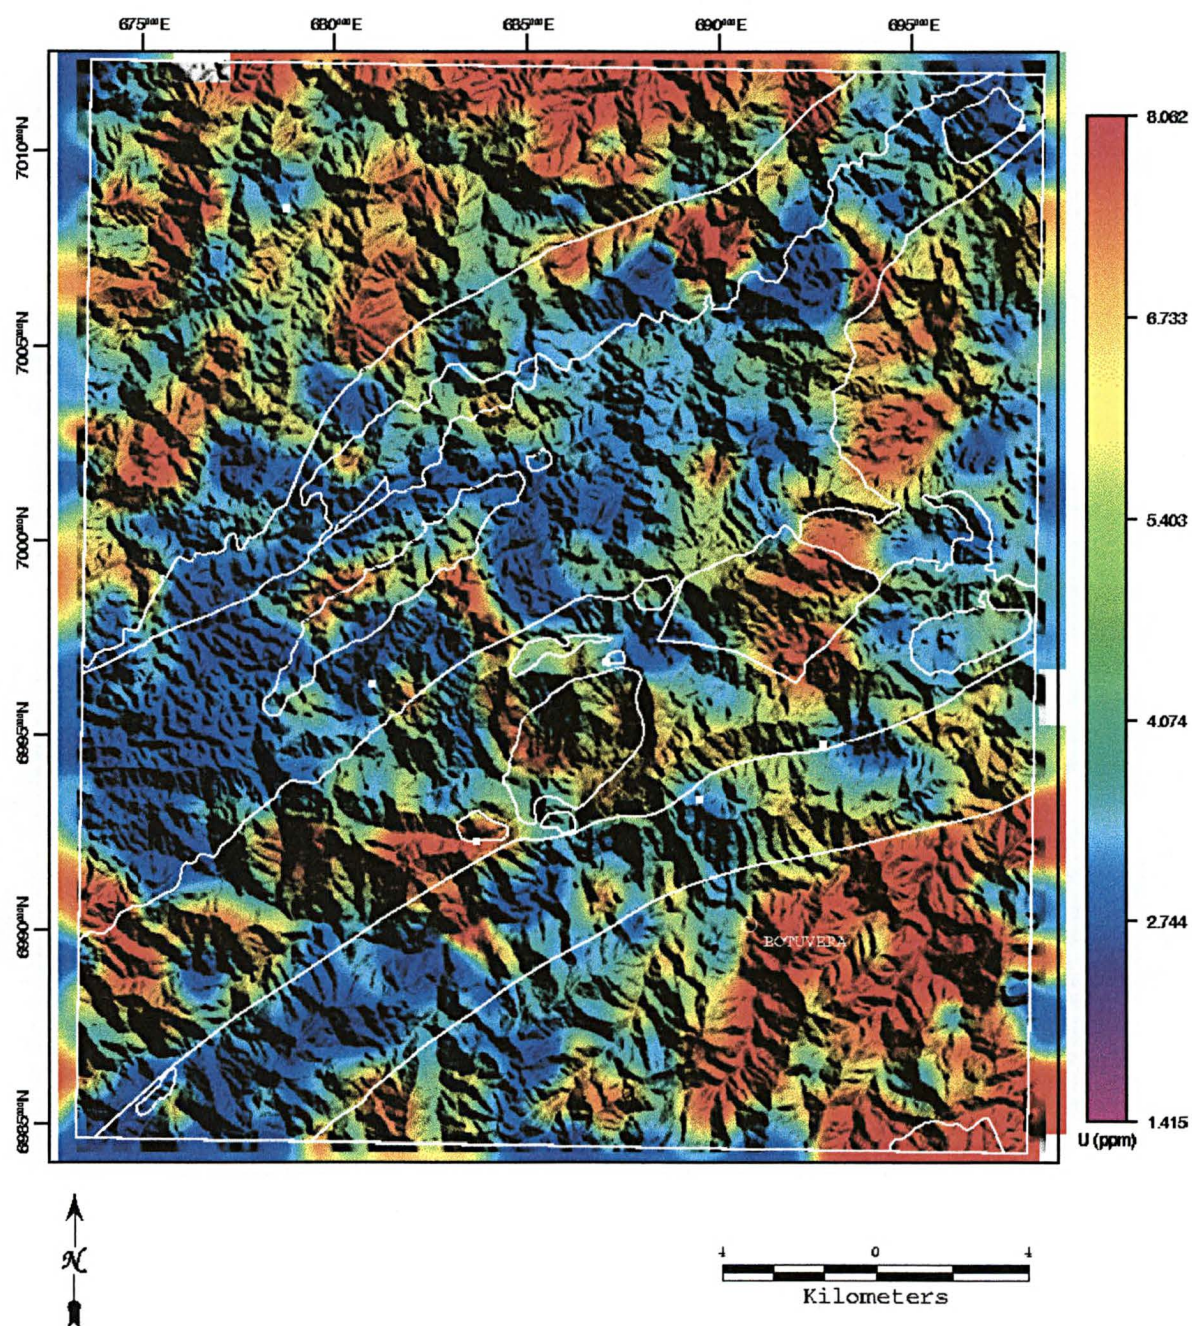 675⁰⁰⁰E 680⁰⁰⁰E 685⁰⁰⁰E 690⁰⁰⁰E 695⁰⁰⁰E
7010⁰⁰⁰N
7005⁰⁰⁰N
7000⁰⁰⁰N
6995⁰⁰⁰N
6990⁰⁰⁰N
6985⁰⁰⁰N
BOTUVERA
8.062
6.733
5.403
4.074
2.744
1.415
U (ppm)
N
4 0 4
Kilometers